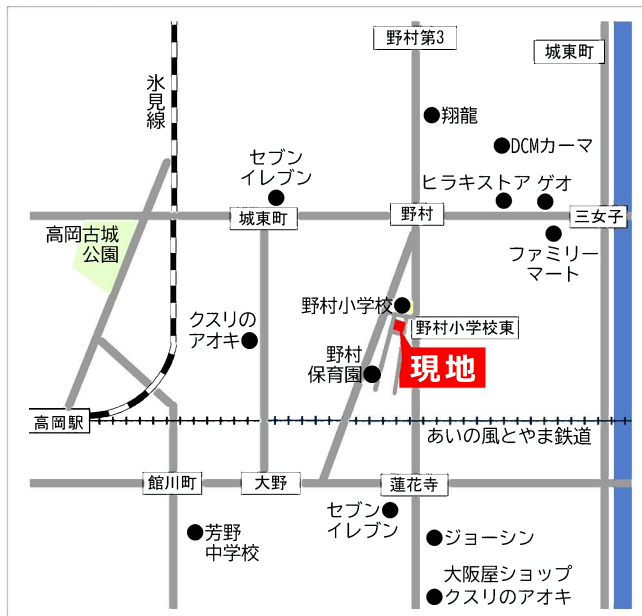 野村第3
城東町
氷見線
翔龍
DCMカーマ
セブン
イレブン
ヒラキストア
ゲオ
城東町
野村
三女子
高岡古城
公園
ファミリー
マート
野村小学校
クスリの
アオキ
野村小学校東
野村
保育園
現地
高岡駅
あいの風とやま鉄道
館川町
大野
蓮花寺
セブン
イレブン
芳野
中学校
ジョーシン
大阪屋ショップ
クスリのアオキ